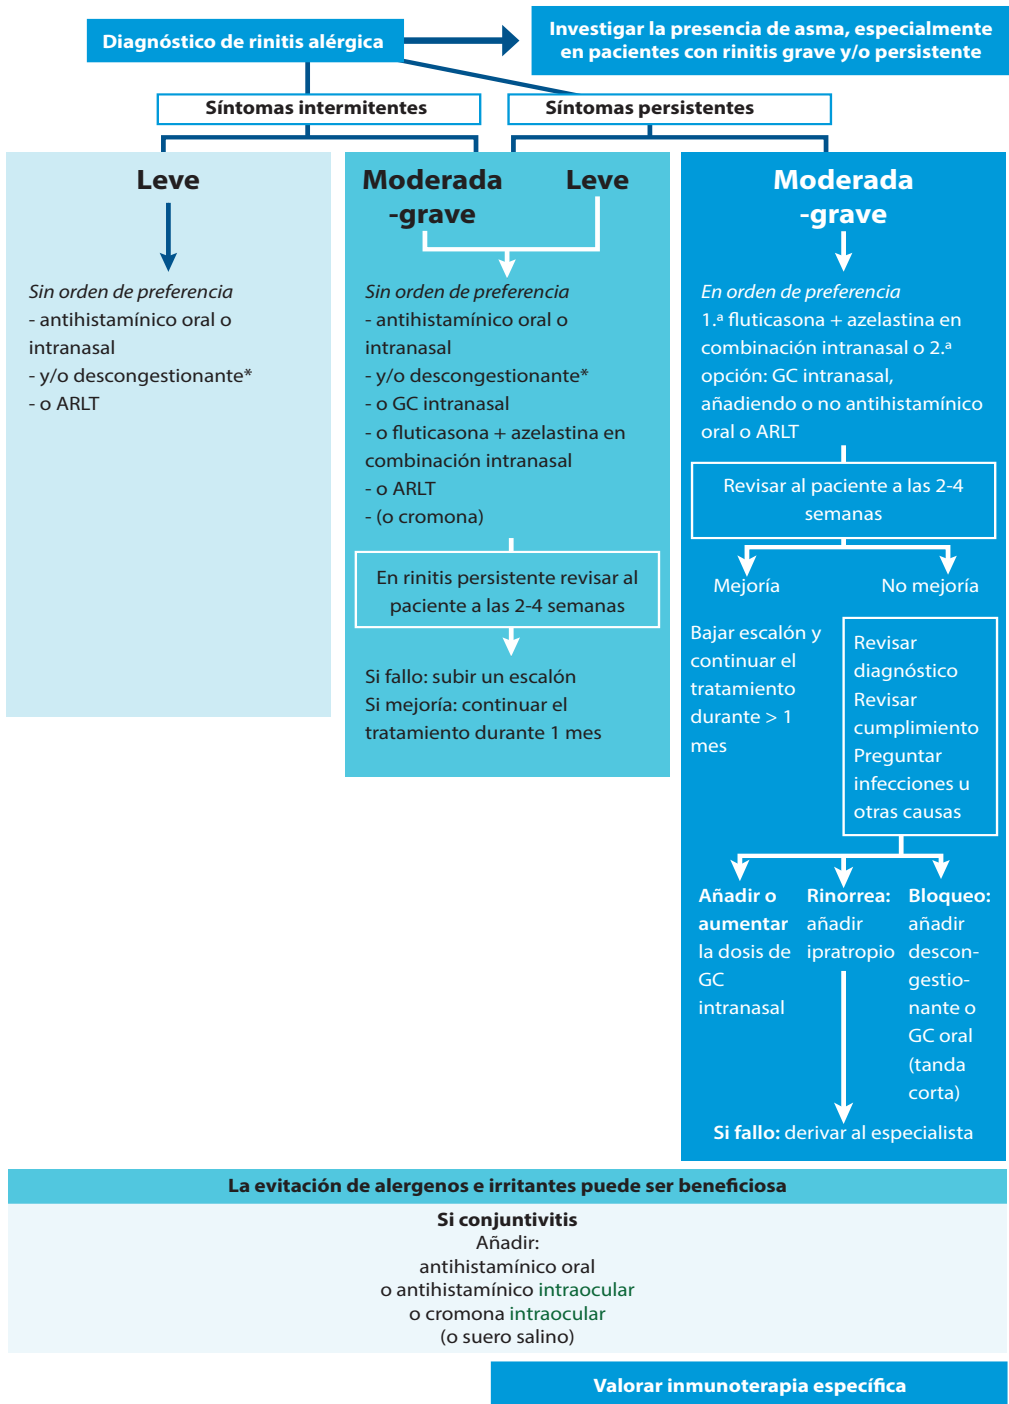 Diagnóstico de rinitis alérgica
Investigar la presencia de asma, especialmente
en pacientes con rinitis grave y/o persistente
Síntomas intermitentes
Síntomas persistentes
Leve
Sin orden de preferencia
- antihistamínico oral o
intranasal
- y/o descongestionante*
- o ARLT
Moderada
-grave
Leve
Sin orden de preferencia
- antihistamínico oral o
intranasal
- y/o descongestionante*
- o GC intranasal
- o fluticasona + azelastina en
combinación intranasal
- o ARLT
- (o cromona)
En rinitis persistente revisar al
paciente a las 2-4 semanas
Si fallo: subir un escalón
Si mejoría: continuar el
tratamiento durante 1 mes
Moderada
-grave
En orden de preferencia
1.ª fluticasona + azelastina en
combinación intranasal o 2.ª
opción: GC intranasal,
añadiendo o no antihistamínico
oral o ARLT
Revisar al paciente a las 2-4
semanas
Mejoría
No mejoría
Bajar escalón y
continuar el
tratamiento
durante > 1
mes
Revisar
diagnóstico
Revisar
cumplimiento
Preguntar
infecciones u
otras causas
Añadir o
aumentar
la dosis de
GC
intranasal
Rinorrea:
añadir
ipratropio
Bloqueo:
añadir
descon-
gestio-
nante o
GC oral
(tanda
corta)
Si fallo: derivar al especialista
La evitación de alergenos e irritantes puede ser beneficiosa
Si conjuntivitis
Añadir:
antihistamínico oral
o antihistamínico intraocular
o cromona intraocular
(o suero salino)
Valorar inmunoterapia específica